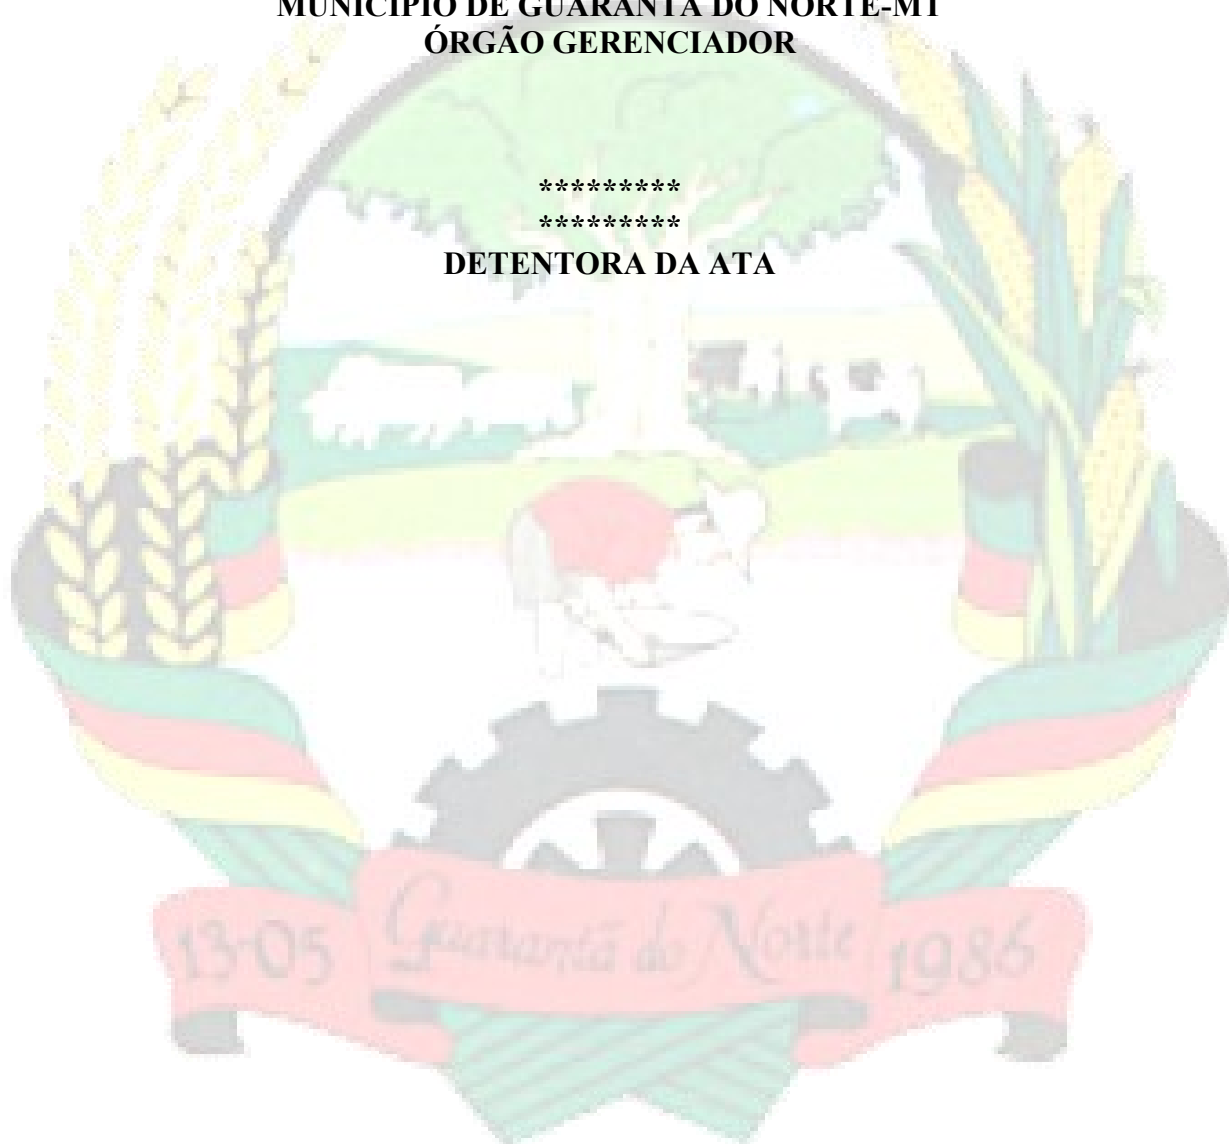 MUNICÍPIO DE GUARANTÃ DO NORTE-MT
ÓRGÃO GERENCIADOR
*********
*********
DETENTORA DA ATA
13-05 Guarantã do Norte 1986